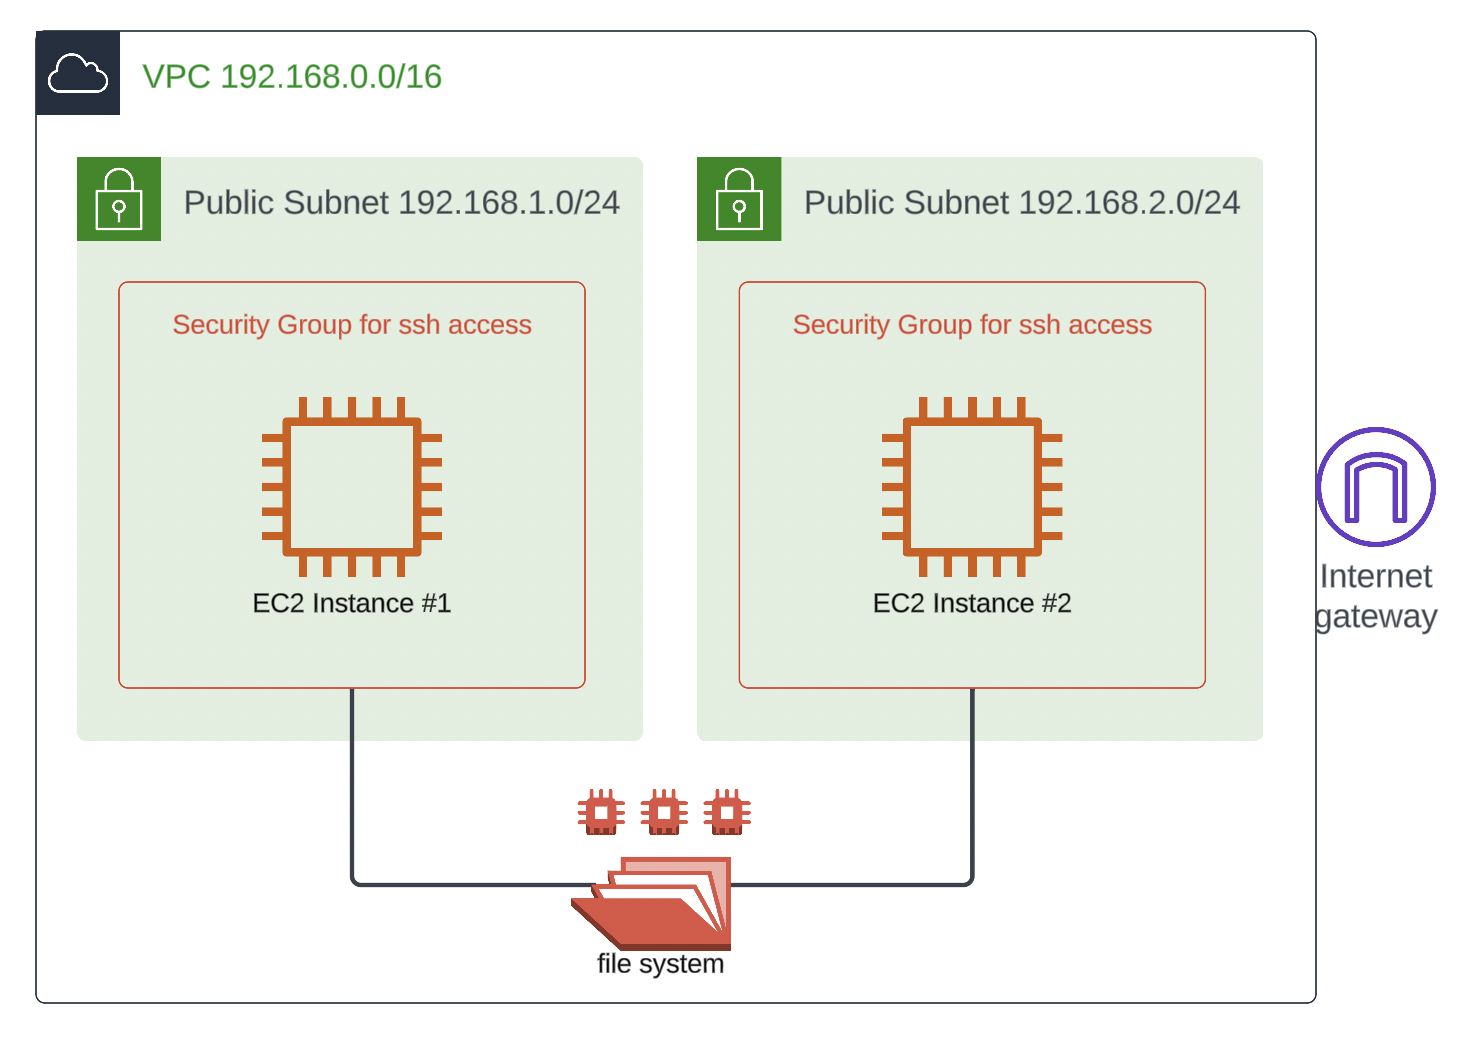 VPC 192.168.0.0/16
Public Subnet 192.168.1.0/24
Public Subnet 192.168.2.0/24
Security Group for ssh access
Security Group for ssh access
EC2 Instance #1
EC2 Instance #2
Internet
gateway
file system